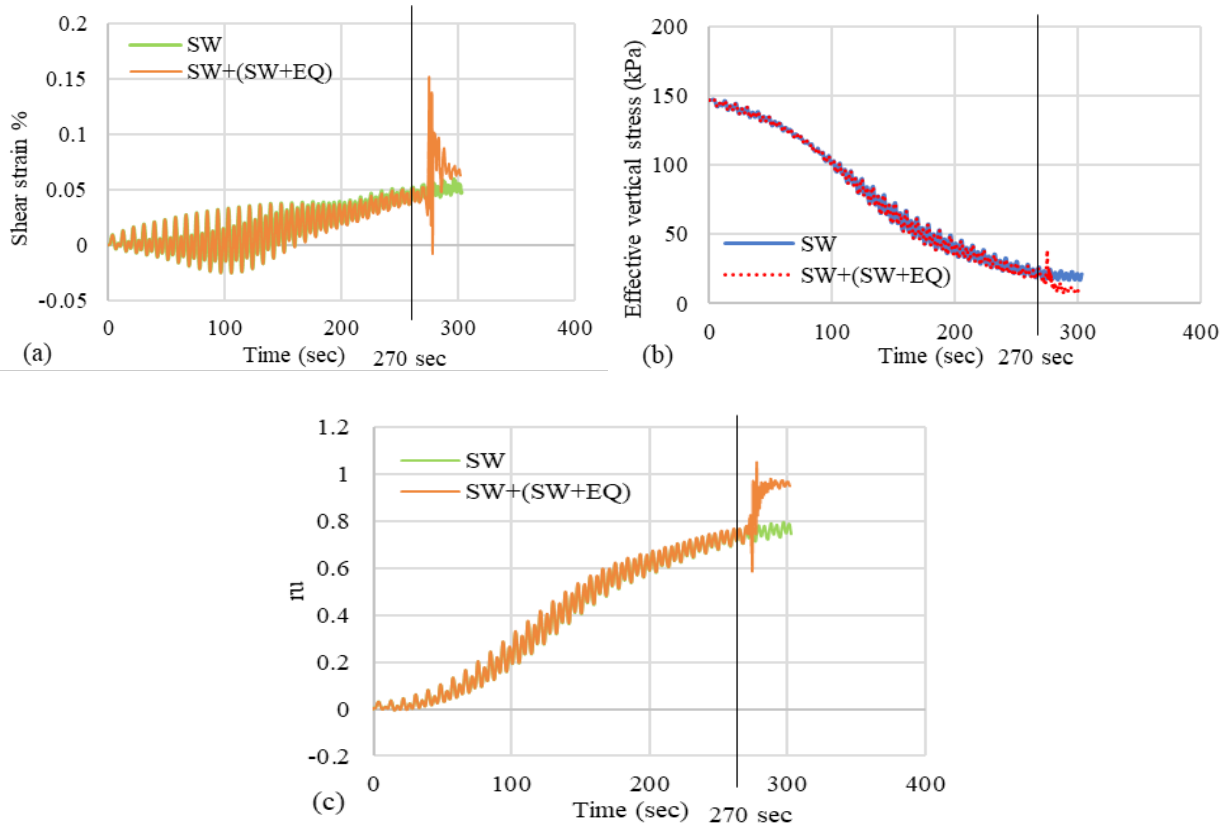 0.2
0.15
0.1
0.05
0
-0.05
Shear strain %
SW
SW+(SW+EQ)
0 100 200 300 400
Time (sec)
270 sec
(a)
200
150
100
50
0
Effective vertical stress (kPa)
SW
SW+(SW+EQ)
0 100 200 300 400
Time (sec)
270 sec
(b)
1.2
1
0.8
0.6
0.4
0.2
0
-0.2
ru
SW
SW+(SW+EQ)
0 100 200 300 400
Time (sec)
270 sec
(c)